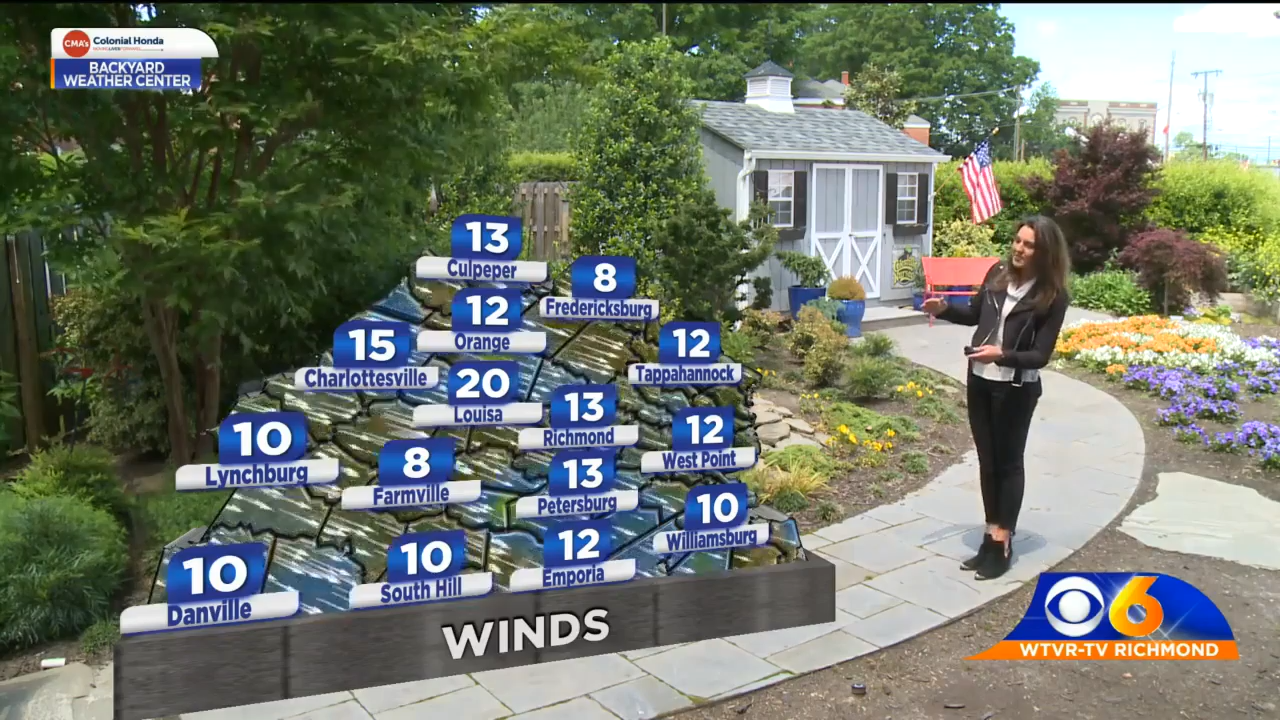 CMA's Colonial Honda
BACKYARD
WEATHER CENTER
13
Culpeper
8
Fredericksburg
12
Orange
15
Charlottesville
12
Tappahannock
20
Louisa
13
Richmond
10
Lynchburg
12
West Point
8
Farmville
13
Petersburg
10
Williamsburg
10
Danville
10
South Hill
12
Emporia
WINDS
6
WTVR-TV RICHMOND